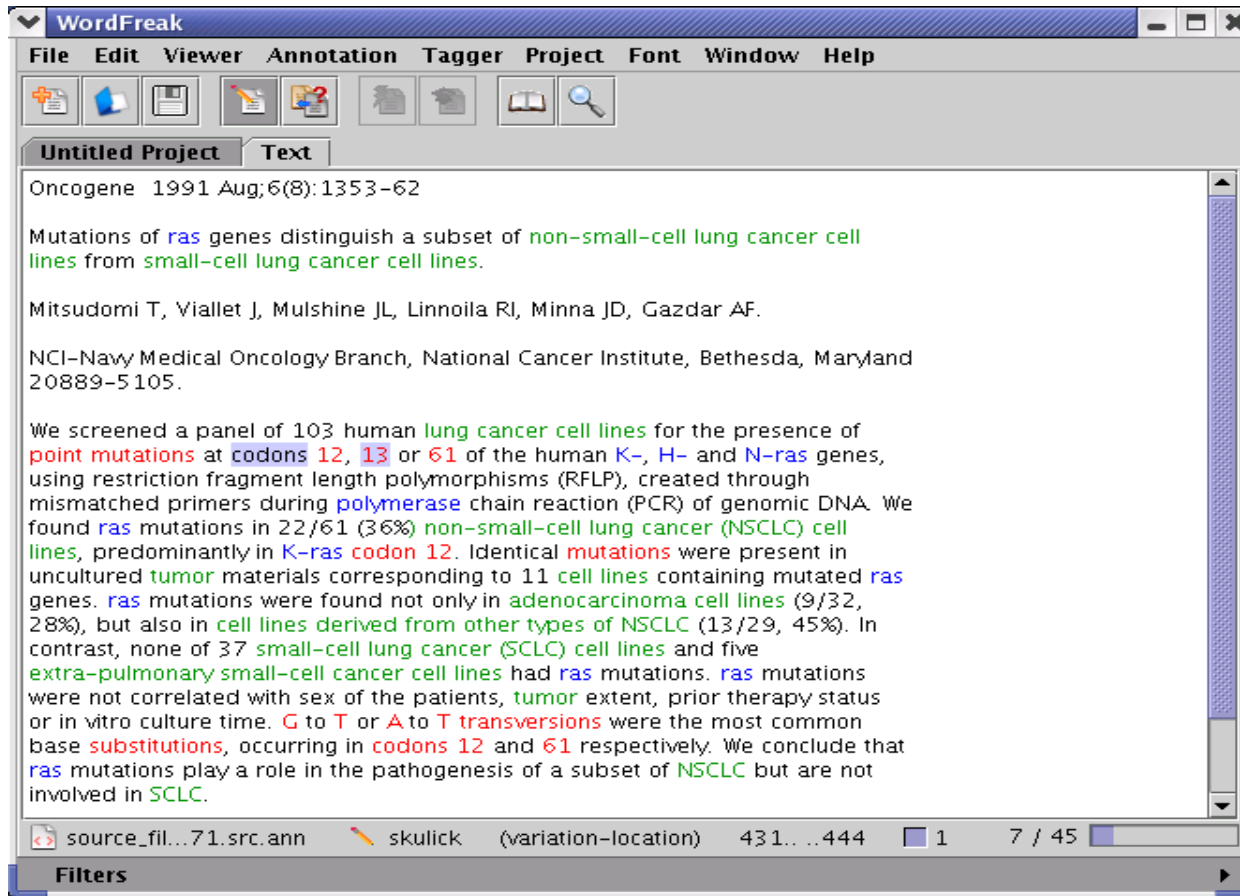 WordFreak
File Edit Viewer Annotation Tagger Project Font Window Help
Untitled Project Text
Oncogene 1991 Aug;6(8):1353-62
Mutations of ras genes distinguish a subset of non-small-cell lung cancer cell
lines from small-cell lung cancer cell lines.
Mitsudomi T, Viallet J, Mulshine JL, Linnoila RI, Minna JD, Gazdar AF.
NCI-Navy Medical Oncology Branch, National Cancer Institute, Bethesda, Maryland
20889-5105.
We screened a panel of 103 human lung cancer cell lines for the presence of
point mutations at codons 12, 13 or 61 of the human K-, H- and N-ras genes,
using restriction fragment length polymorphisms (RFLP), created through
mismatched primers during polymerase chain reaction (PCR) of genomic DNA. We
found ras mutations in 22/61 (36%) non-small-cell lung cancer (NSCLC) cell
lines, predominantly in K-ras codon 12. Identical mutations were present in
uncultured tumor materials corresponding to 11 cell lines containing mutated ras
genes. ras mutations were found not only in adenocarcinoma cell lines (9/32,
28%), but also in cell lines derived from other types of NSCLC (13/29, 45%). In
contrast, none of 37 small-cell lung cancer (SCLC) cell lines and five
extra-pulmonary small-cell cancer cell lines had ras mutations. ras mutations
were not correlated with sex of the patients, tumor extent, prior therapy status
or in vitro culture time. G to T or A to T transversions were the most common
base substitutions, occurring in codons 12 and 61 respectively. We conclude that
ras mutations play a role in the pathogenesis of a subset of NSCLC but are not
involved in SCLC.
source_fil...71.src.ann skulick (variation-location) 431.. ..444 1 7 / 45
Filters